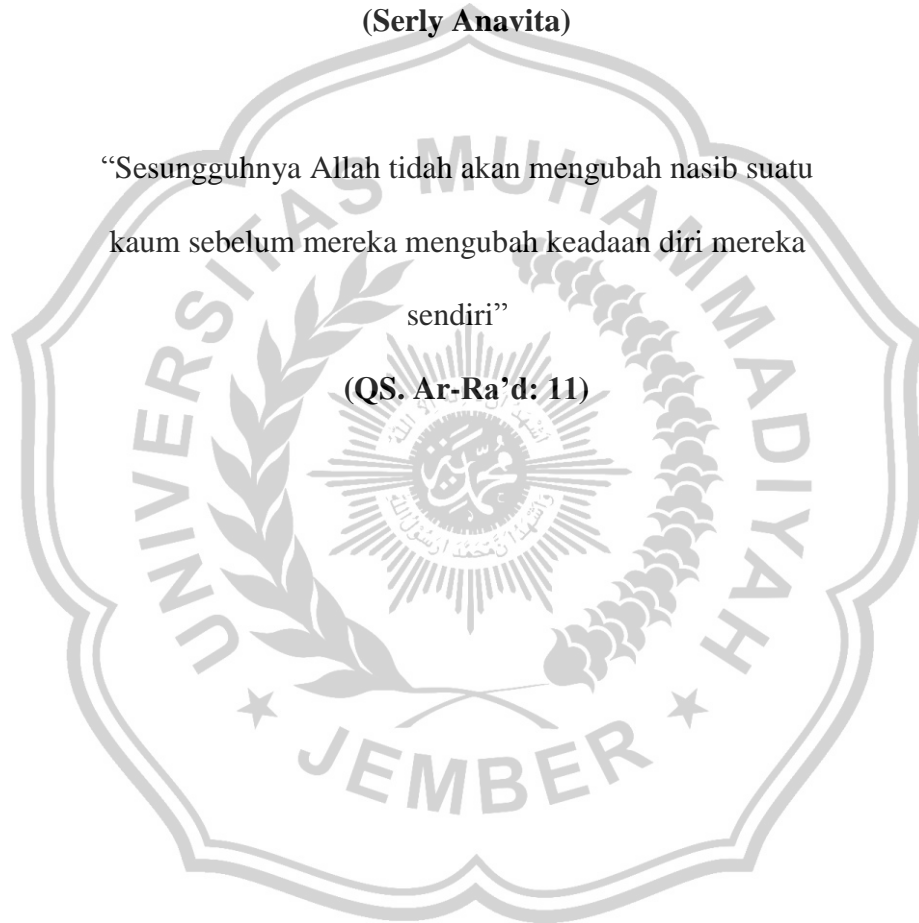 (Serly Anavita)
“Sesungguhnya Allah tidah akan mengubah nasib suatu
kaum sebelum mereka mengubah keadaan diri mereka
sendiri”
(QS. Ar-Ra’d: 11)
UNIVERSITAS MUHAMMADIYAH
JEMBER